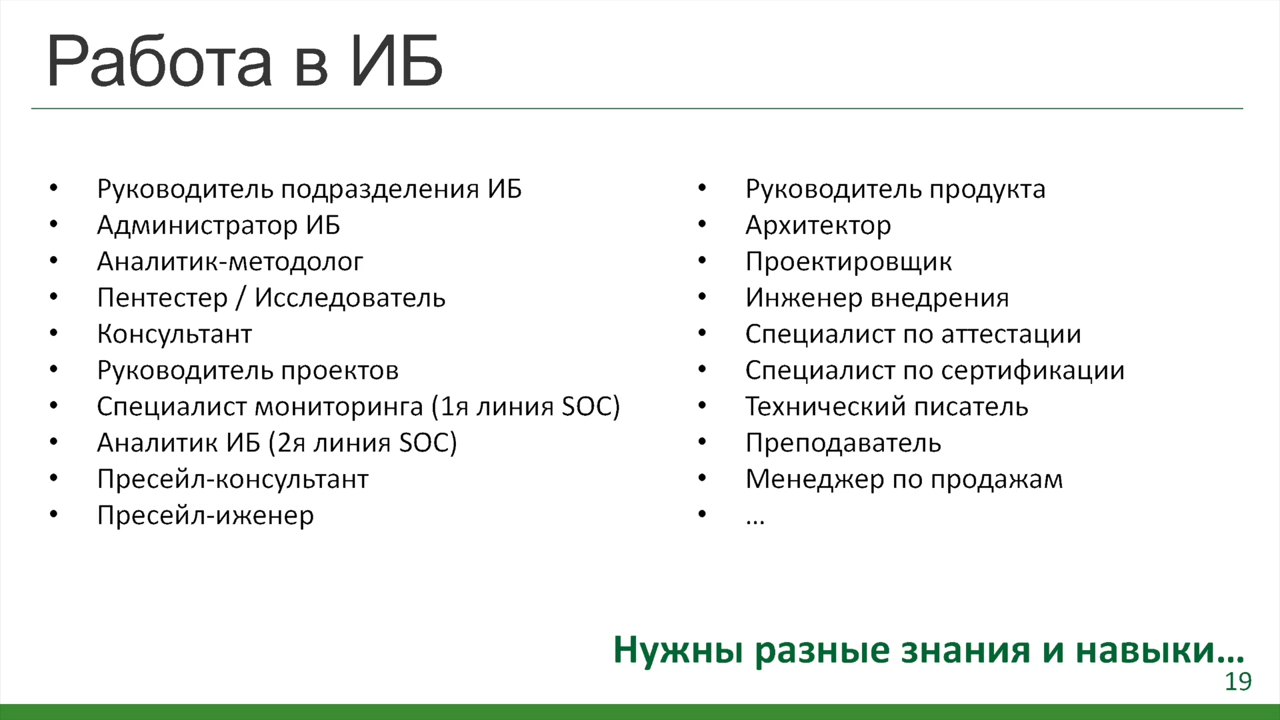 Работа в ИБ
• Руководитель подразделения ИБ
• Администратор ИБ
• Аналитик-методолог
• Пентестер / Исследователь
• Консультант
• Руководитель проектов
• Специалист мониторинга (1я линия SOC)
• Аналитик ИБ (2я линия SOC)
• Пресейл-консультант
• Пресейл-иженер
• Руководитель продукта
• Архитектор
• Проектировщик
• Инженер внедрения
• Специалист по аттестации
• Специалист по сертификации
• Технический писатель
• Преподаватель
• Менеджер по продажам
• ...
Нужны разные знания и навыки...
19